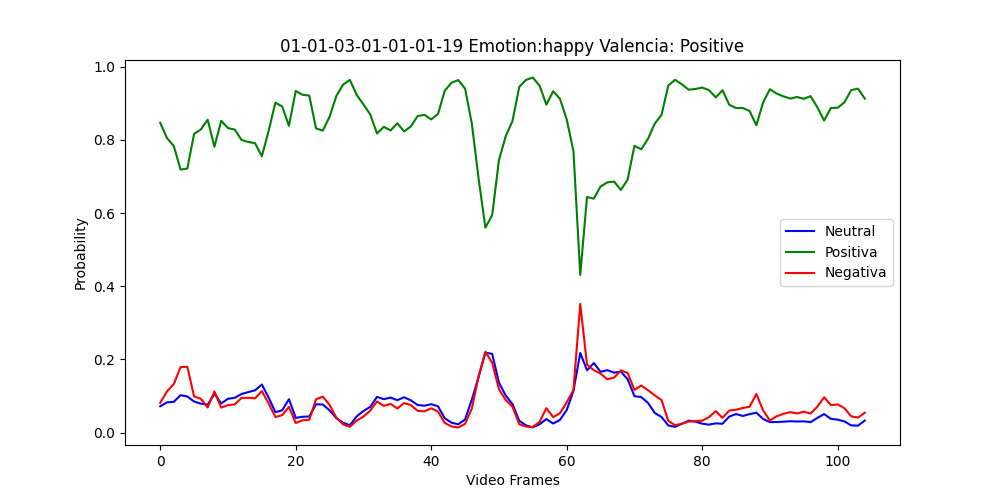 01-01-03-01-01-01-19 Emotion:happy Valencia: Positive
1.0
0.8
0.6
0.4
0.2
0.0
Probability
Neutral
Positiva
Negativa
0 20 40 60 80 100
Video Frames